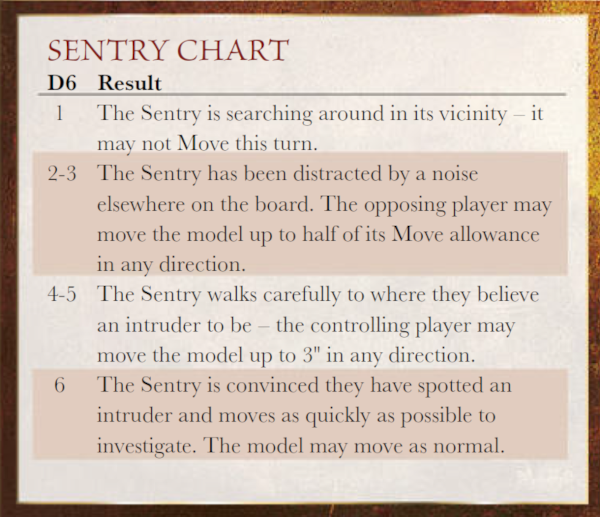 SENTRY CHART
D6 Result
1 The Sentry is searching around in its vicinity – it
may not Move this turn.
2-3 The Sentry has been distracted by a noise
elsewhere on the board. The opposing player may
move the model up to half of its Move allowance
in any direction.
4-5 The Sentry walks carefully to where they believe
an intruder to be – the controlling player may
move the model up to 3" in any direction.
6 The Sentry is convinced they have spotted an
intruder and moves as quickly as possible to
investigate. The model may move as normal.